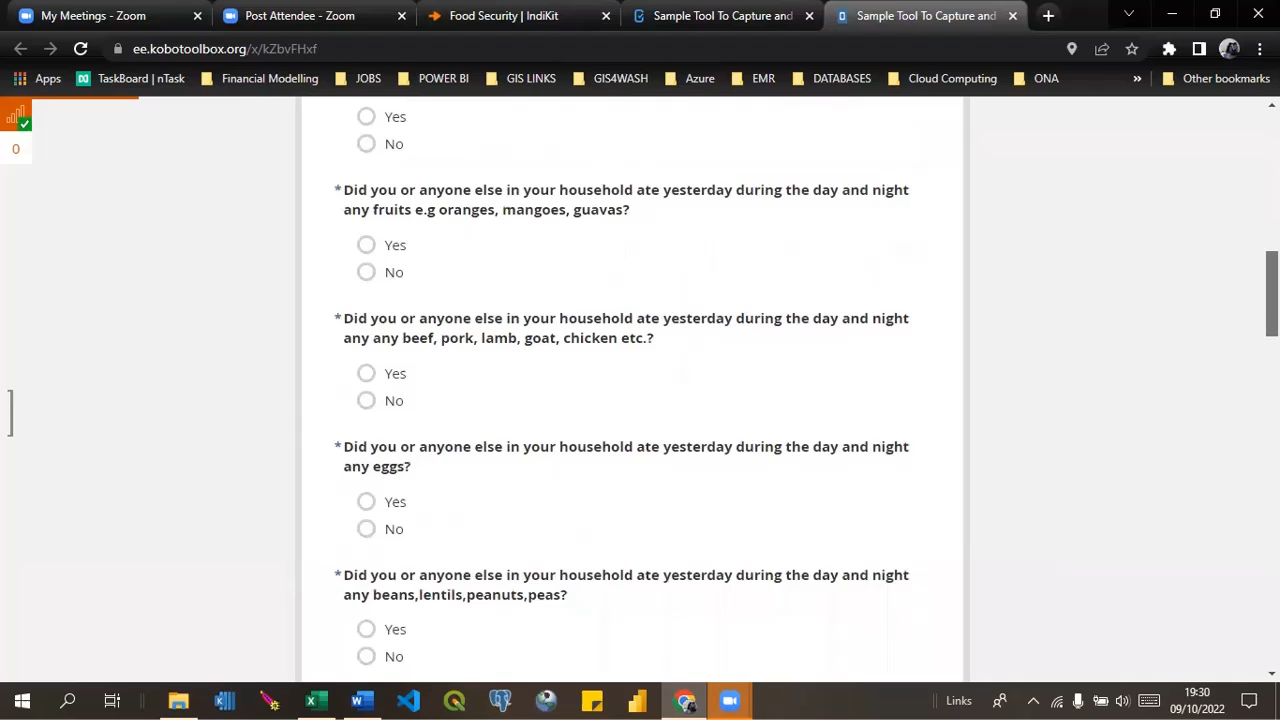 My Meetings - Zoom
Post Attendee - Zoom
Food Security | IndiKit
Sample Tool To Capture and
Sample Tool To Capture and
ee.kobotoolbox.org/x/kZbvFHxf
Apps
TaskBoard | nTask
Financial Modelling
JOBS
POWER BI
GIS LINKS
GIS4WASH
Azure
EMR
DATABASES
Cloud Computing
ONA
»
Other bookmarks
0
Yes
No
*Did you or anyone else in your household ate yesterday during the day and night
any fruits e.g oranges, mangoes, guavas?
Yes
No
*Did you or anyone else in your household ate yesterday during the day and night
any any beef, pork, lamb, goat, chicken etc.?
Yes
No
*Did you or anyone else in your household ate yesterday during the day and night
any eggs?
Yes
No
*Did you or anyone else in your household ate yesterday during the day and night
any beans,lentils,peanuts,peas?
Yes
No
Links
19:30
09/10/2022